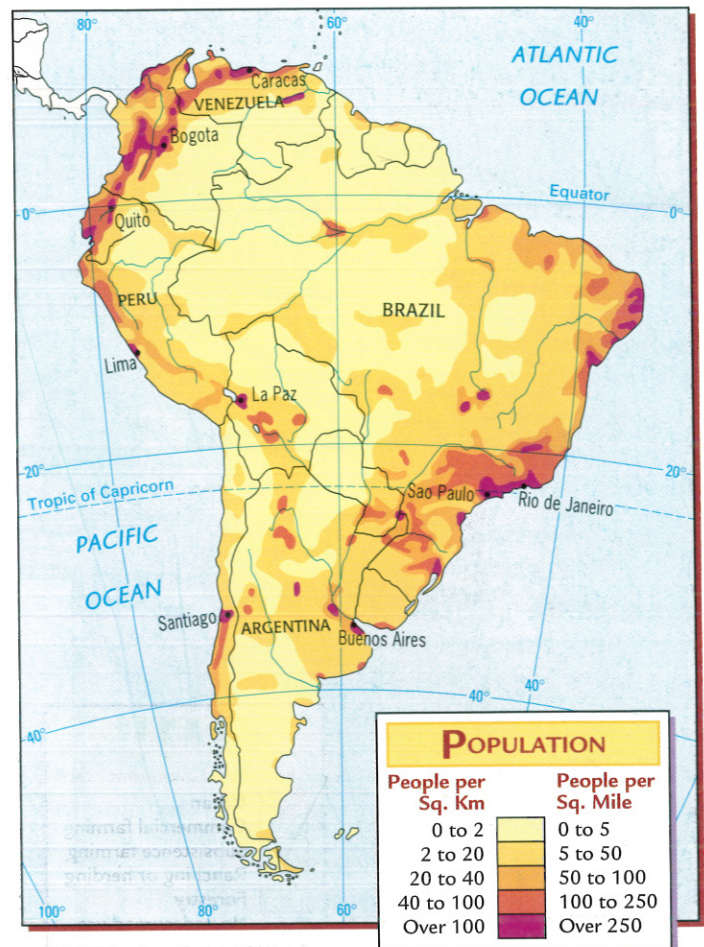 80°
60°
40°
ATLANTIC
OCEAN
Caracas
VENEZUELA
Bogota
Equator
0°
0°
Quito
PERU
BRAZIL
Lima
La Paz
20°
20°
Tropic of Capricorn
Sao Paulo
Rio de Janeiro
PACIFIC
OCEAN
Santiago
ARGENTINA
Buenos Aires
40°
40°
40°
POPULATION
People per
Sq. Km
People per
Sq. Mile
0 to 2
0 to 5
2 to 20
5 to 50
20 to 40
50 to 100
40 to 100
100 to 250
Over 100
Over 250
100°
80°
60°